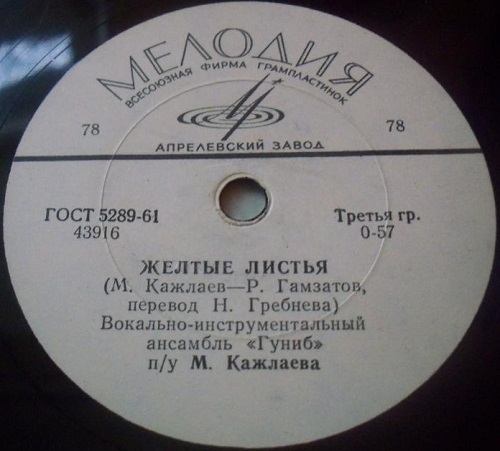 МЕЛОДИЯ
ВСЕСОЮЗНАЯ ФИРМА ГРАМПЛАСТИНОК
78 78
АПРЕЛЕВСКИЙ ЗАВОД
ГОСТ 5289-61 Третья гр.
43916 0-57
ЖЕЛТЫЕ ЛИСТЬЯ
(М. Кажлаев—Р. Гамзатов,
перевод Н. Гребнева)
Вокально-инструментальный
ансамбль «Гуниб»
п/у М. Кажлаева